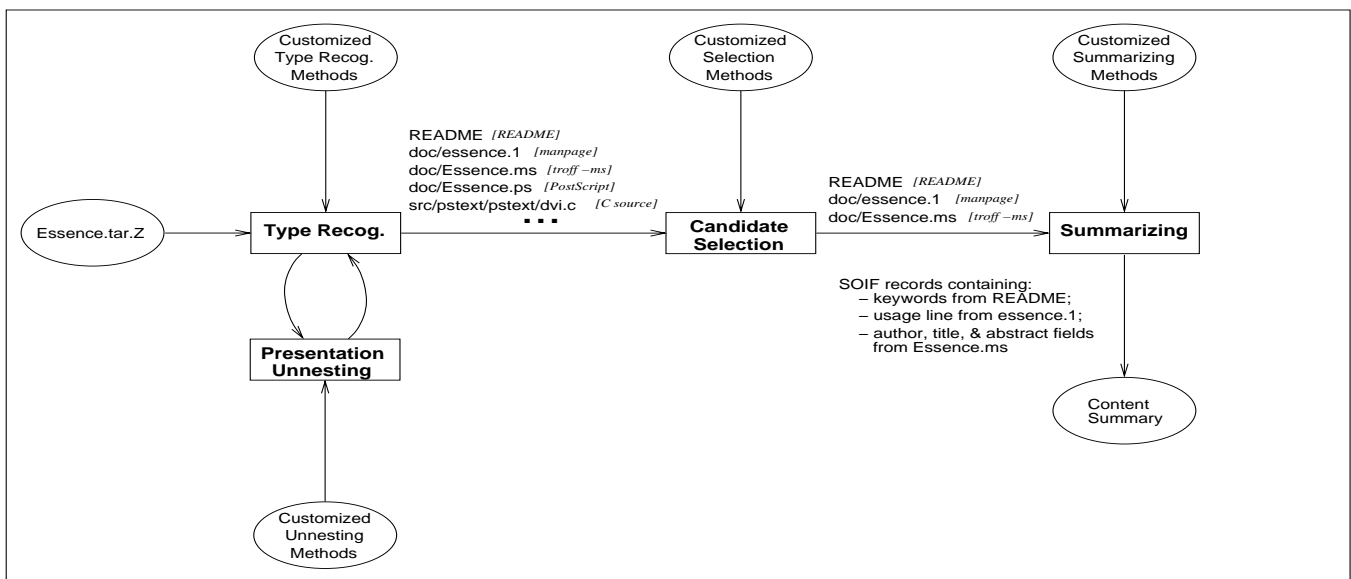 Customized
Type Recog.
Methods
Customized
Selection
Methods
Customized
Summarizing
Methods
README [README]
doc/essence.1 [manpage]
doc/Essence.ms [troff –ms]
doc/Essence.ps [PostScript]
src/pstext/pstext/dvi.c [C source]
...
README [README]
doc/essence.1 [manpage]
doc/Essence.ms [troff –ms]
Essence.tar.Z
Type Recog.
Candidate
Selection
Summarizing
SOIF records containing:
– keywords from README;
– usage line from essence.1;
– author, title, & abstract fields
from Essence.ms
Presentation
Unnesting
Content
Summary
Customized
Unnesting
Methods